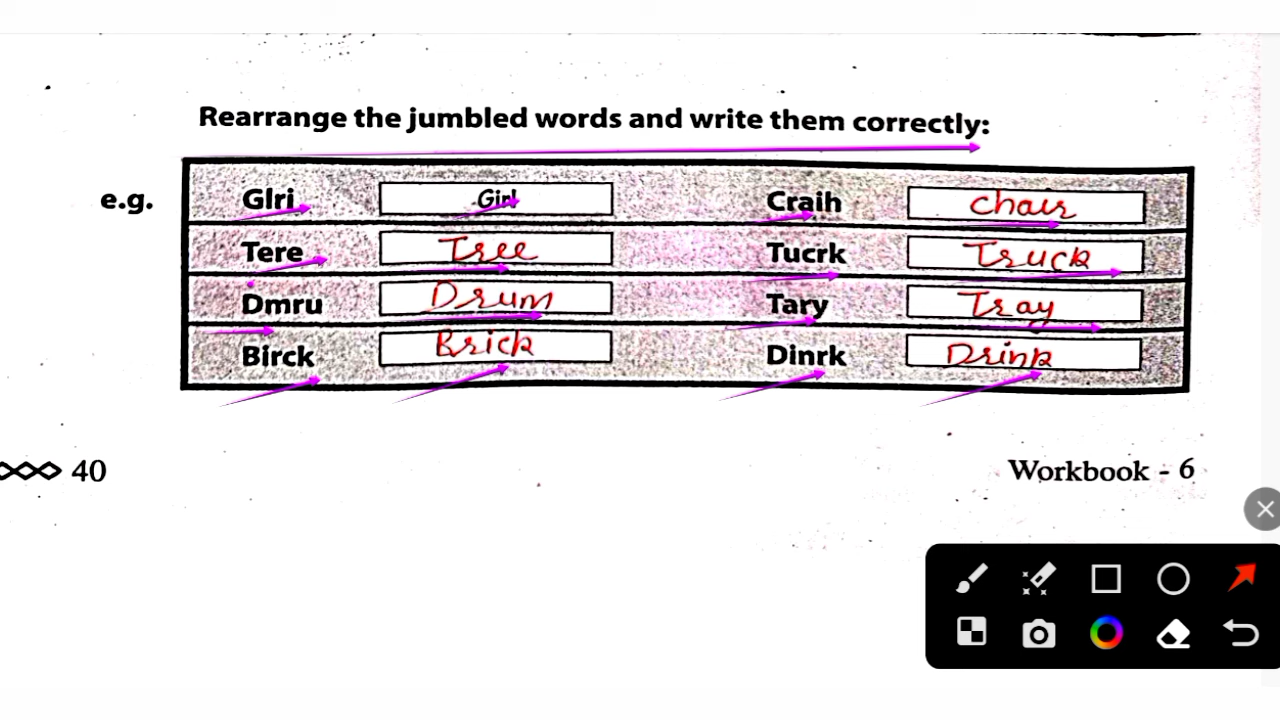 Rearrange the jumbled words and write them correctly:
e.g. Glri Girl Craih chair
Tere Tree Tucrk Truck
Dmru Drum Tary Tray
Birck Brick Dinrk Drink
40 Workbook - 6